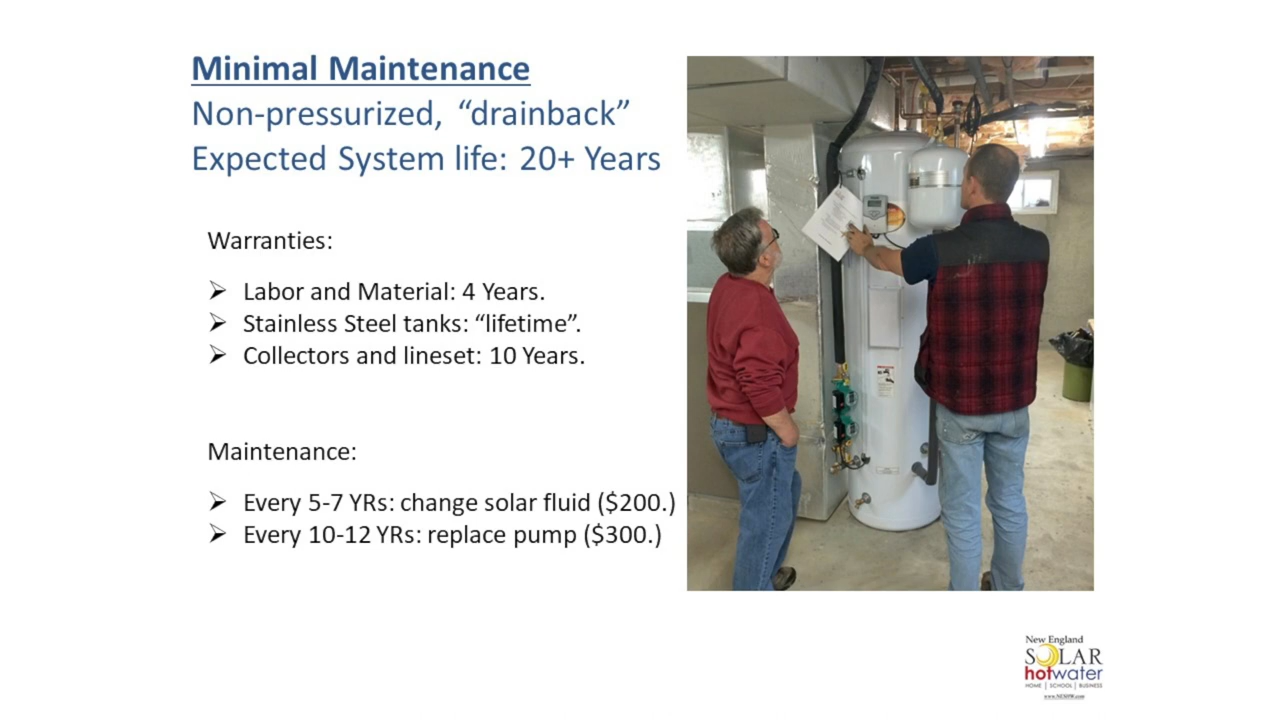 Minimal Maintenance
Non-pressurized, “drainback”
Expected System life: 20+ Years
Warranties:
➢ Labor and Material: 4 Years.
➢ Stainless Steel tanks: “lifetime”.
➢ Collectors and lineset: 10 Years.
Maintenance:
➢ Every 5-7 YRs: change solar fluid ($200.)
➢ Every 10-12 YRs: replace pump ($300.)
New England
SOLAR
hotwater
HOME | SCHOOL | BUSINESS